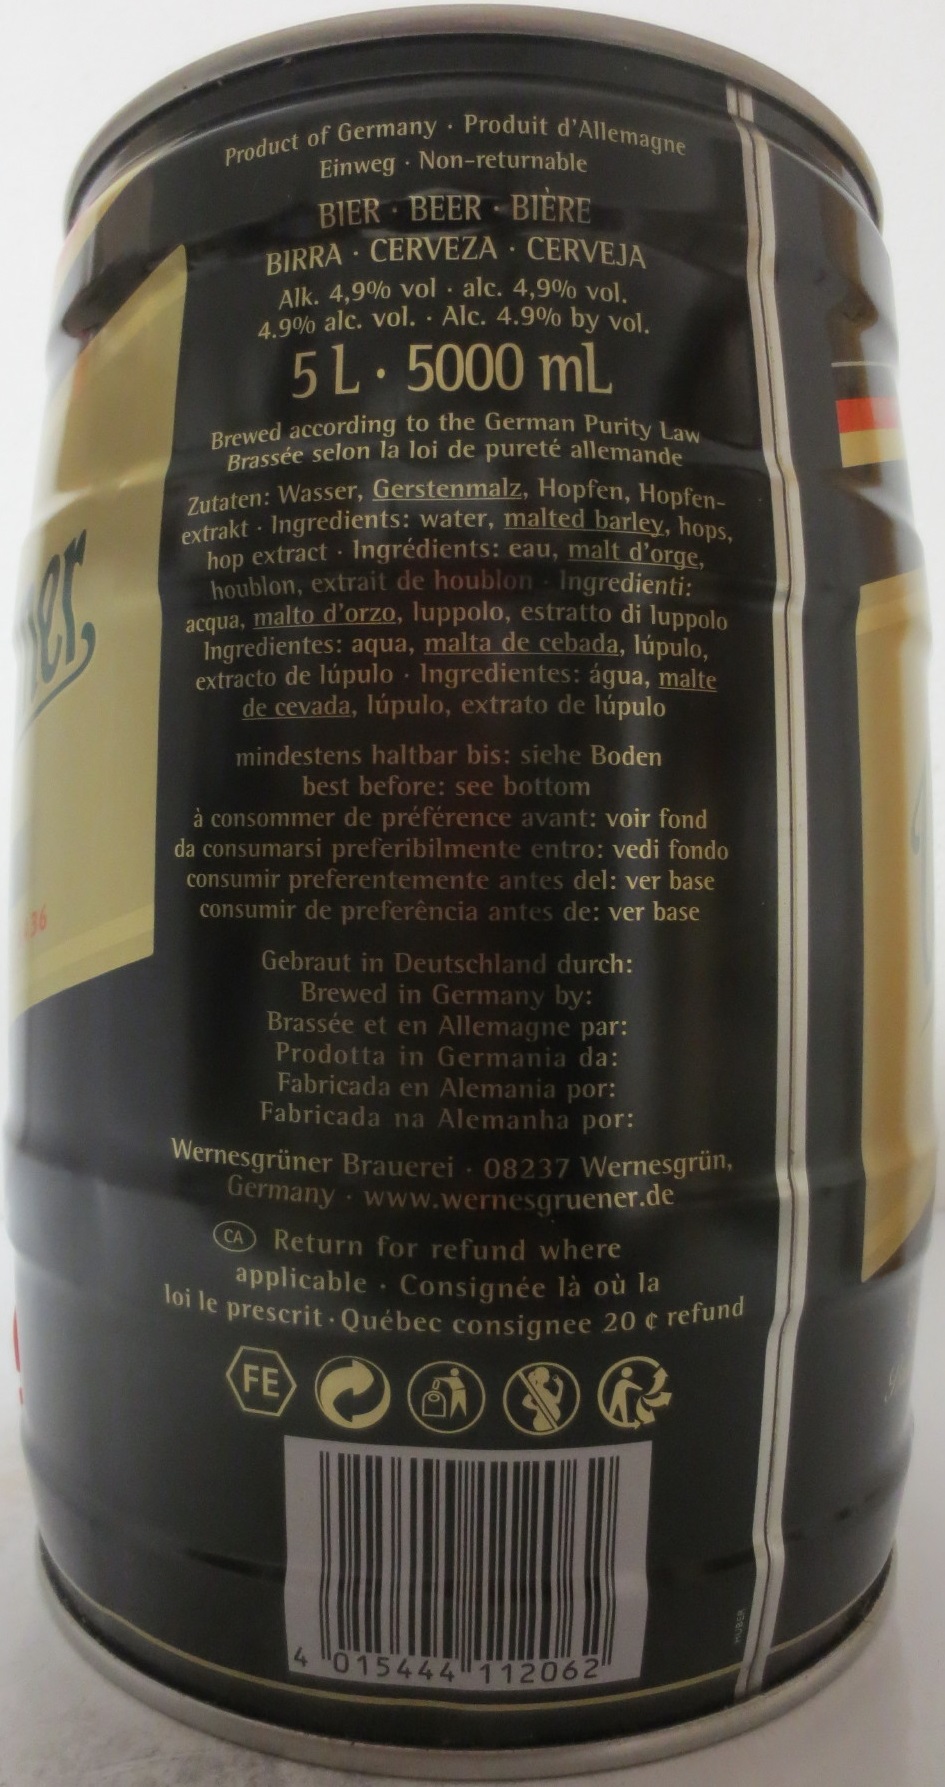 Product of Germany · Produit d'Allemagne
Einweg · Non-returnable
BIER · BEER · BIÈRE
BIRRA · CERVEZA · CERVEJA
Alk. 4,9% vol · alc. 4,9% vol.
4.9% alc. vol. · Alc. 4.9% by vol.
5 L · 5000 mL
Brewed according to the German Purity Law
Brassée selon la loi de pureté allemande
Zutaten: Wasser, Gerstenmalz, Hopfen, Hopfen-
extrakt · Ingredients: water, malted barley, hops,
hop extract · Ingrédients: eau, malt d'orge,
houblon, extrait de houblon · Ingredienti:
acqua, malto d'orzo, luppolo, estratto di luppolo
Ingredientes: aqua, malta de cebada, lúpulo,
extracto de lúpulo · Ingredientes: água, malte
de cevada, lúpulo, extrato de lúpulo
mindestens haltbar bis: siehe Boden
best before: see bottom
à consommer de préférence avant: voir fond
da consumarsi preferibilmente entro: vedi fondo
consumir preferentemente antes del: ver base
consumir de preferência antes de: ver base
Gebraut in Deutschland durch:
Brewed in Germany by:
Brassée et en Allemagne par:
Prodotta in Germania da:
Fabricada en Alemania por:
Fabricada na Alemanha por:
Wernesgrüner Brauerei · 08237 Wernesgrün,
Germany · www.wernesgruener.de
CA Return for refund where
applicable · Consignée là où la
loi le prescrit · Québec consignee 20 ¢ refund
FE
4 015444 112062
HUBER
ner
36